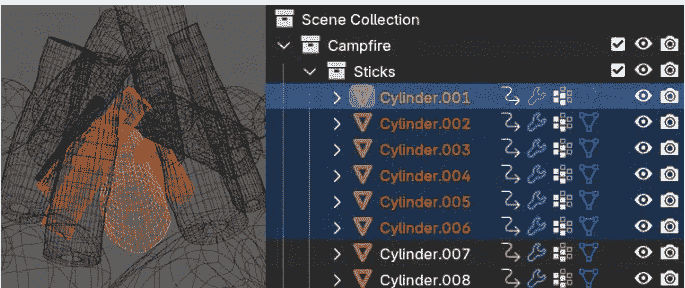 Scene Collection
Campfire
Sticks
Cylinder.001
Cylinder.002
Cylinder.003
Cylinder.004
Cylinder.005
Cylinder.006
Cylinder.007
Cylinder.008